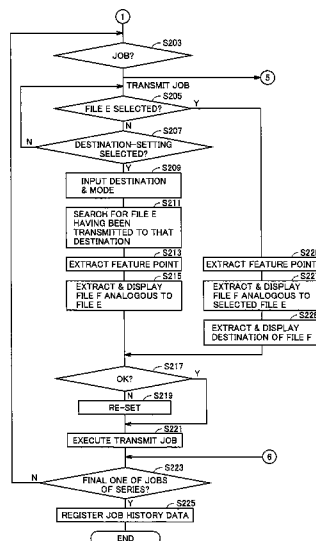 1
S203
JOB?
TRANSMIT JOB
5
S205
FILE E SELECTED?
Y
N
S207
DESTINATION-SETTING
SELECTED?
N
Y
S209
INPUT DESTINATION
& MODE
S211
SEARCH FOR FILE E
HAVING BEEN
TRANSMITTED TO THAT
DESTINATION
S213
EXTRACT FEATURE POINT
S215
EXTRACT & DISPLAY
FILE F ANALOGOUS TO
FILE E
EXTRACT FEATURE POINT
EXTRACT & DISPLAY
FILE F ANALOGOUS TO
SELECTED FILE E
EXTRACT & DISPLAY
DESTINATION OF FILE F
S217
OK?
Y
N
S219
RE-SET
S221
EXECUTE TRANSMIT JOB
6
S223
FINAL ONE OF JOBS
OF SERIES?
N
Y
S225
REGISTER JOB HISTORY DATA
END